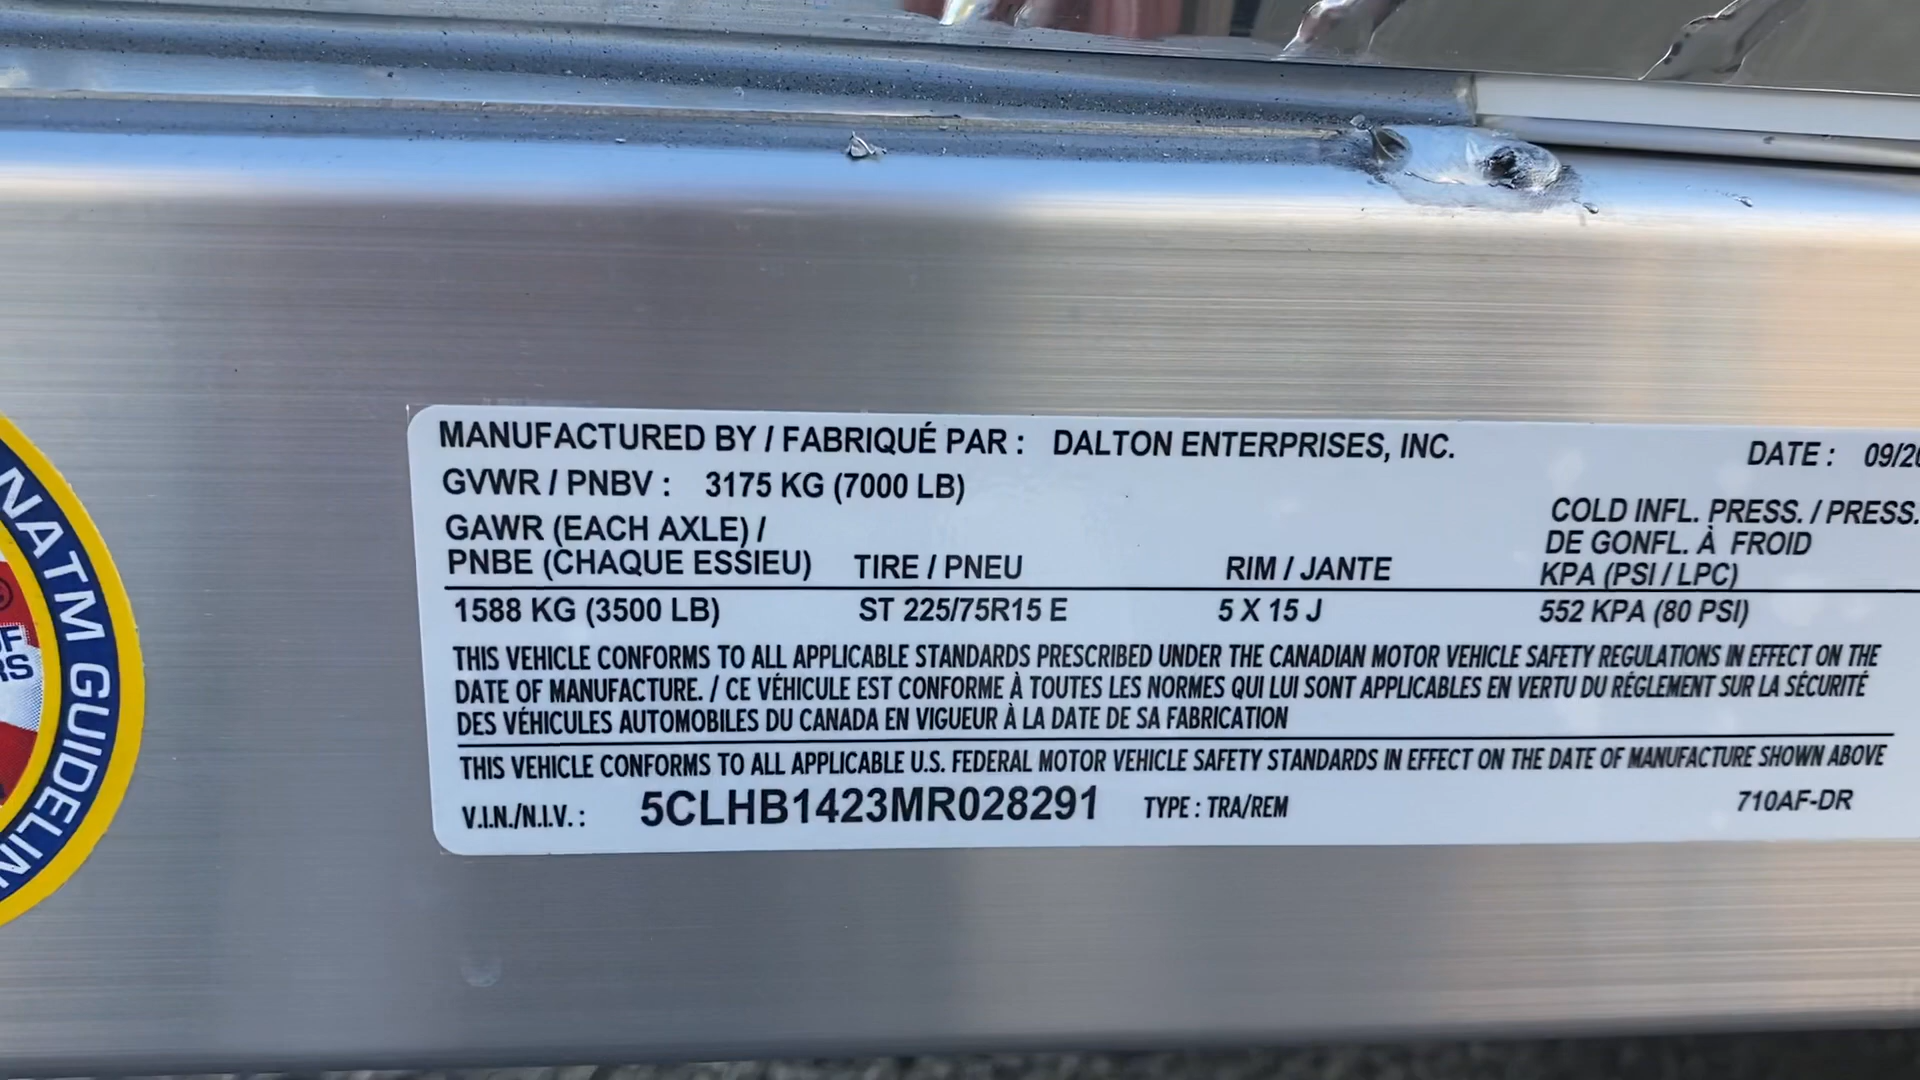 MANUFACTURED BY / FABRIQUÉ PAR : DALTON ENTERPRISES, INC. DATE : 09/20
GVWR / PNBV : 3175 KG (7000 LB)
GAWR (EACH AXLE) /
PNBE (CHAQUE ESSIEU) TIRE / PNEU RIM / JANTE
COLD INFL. PRESS. / PRESS.
DE GONFL. À FROID
KPA (PSI / LPC)
1588 KG (3500 LB) ST 225/75R15 E 5 X 15 J 552 KPA (80 PSI)
THIS VEHICLE CONFORMS TO ALL APPLICABLE STANDARDS PRESCRIBED UNDER THE CANADIAN MOTOR VEHICLE SAFETY REGULATIONS IN EFFECT ON THE
DATE OF MANUFACTURE. / CE VÉHICULE EST CONFORME À TOUTES LES NORMES QUI LUI SONT APPLICABLES EN VERTU DU RÉGLEMENT SUR LA SÉCURITÉ
DES VÉHICULES AUTOMOBILES DU CANADA EN VIGUEUR À LA DATE DE SA FABRICATION
THIS VEHICLE CONFORMS TO ALL APPLICABLE U.S. FEDERAL MOTOR VEHICLE SAFETY STANDARDS IN EFFECT ON THE DATE OF MANUFACTURE SHOWN ABOVE
V.I.N./N.I.V. : 5CLHB1423MR028291 TYPE : TRA/REM 710AF-DR
NATM GUIDELIN